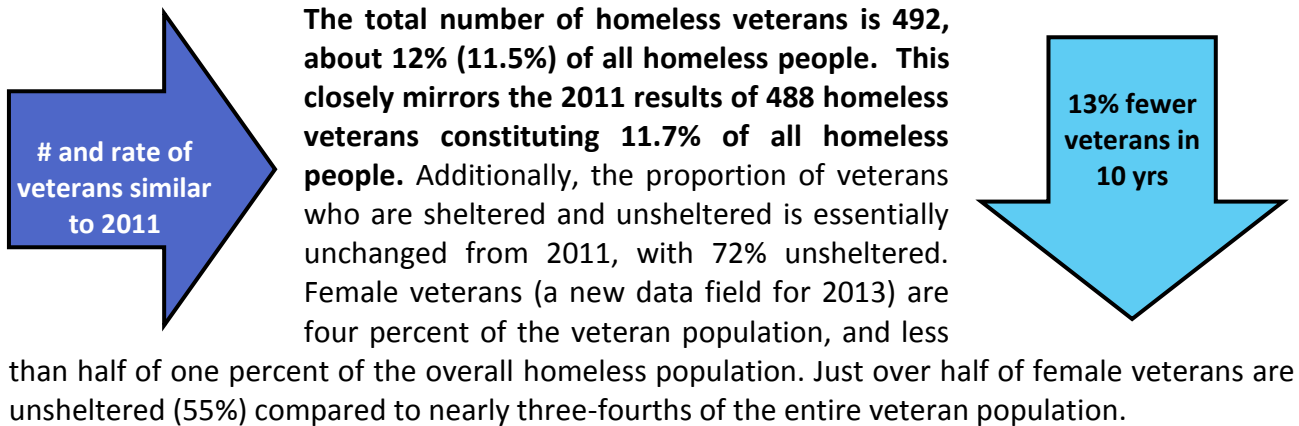 # and rate of
veterans similar
to 2011
The total number of homeless veterans is 492,
about 12% (11.5%) of all homeless people. This
closely mirrors the 2011 results of 488 homeless
veterans constituting 11.7% of all homeless
people. Additionally, the proportion of veterans
who are sheltered and unsheltered is essentially
unchanged from 2011, with 72% unsheltered.
Female veterans (a new data field for 2013) are
four percent of the veteran population, and less
than half of one percent of the overall homeless population. Just over half of female veterans are
unsheltered (55%) compared to nearly three-fourths of the entire veteran population.
13% fewer
veterans in
10 yrs